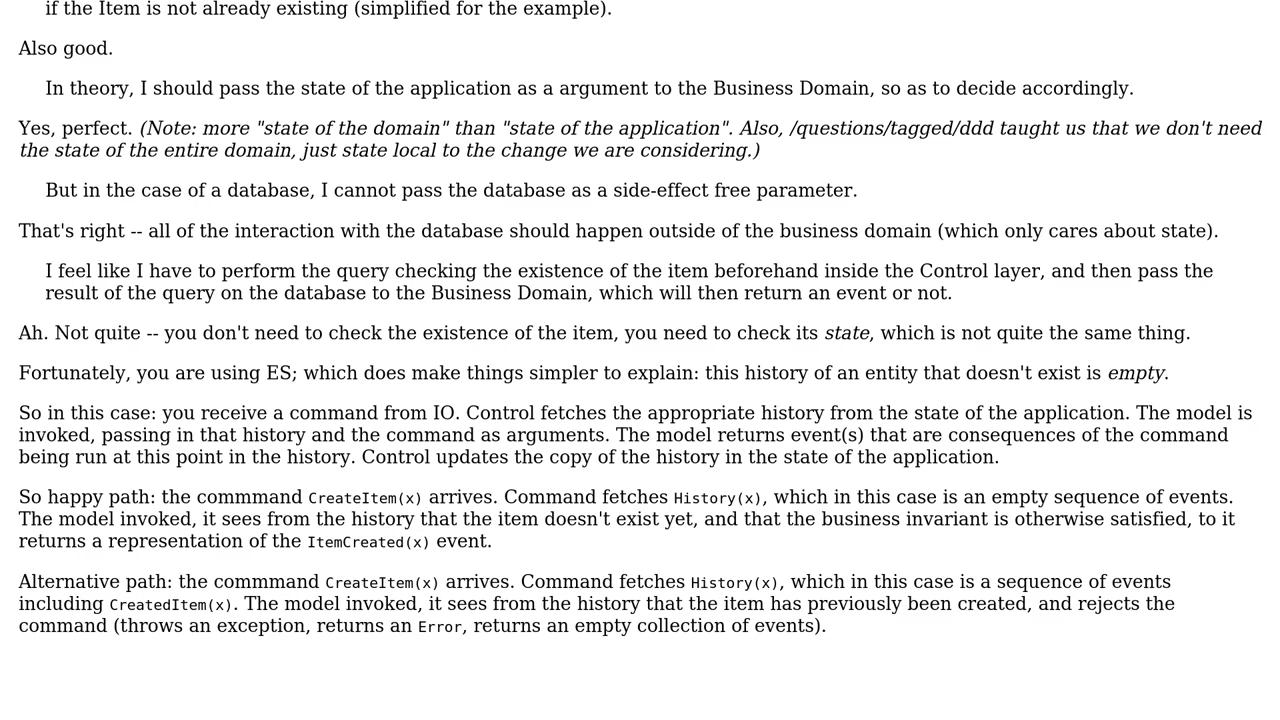 if the Item is not already existing (simplified for the example).
Also good.
In theory, I should pass the state of the application as a argument to the Business Domain, so as to decide accordingly.
Yes, perfect. (Note: more "state of the domain" than "state of the application". Also, /questions/tagged/ddd taught us that we don't need
the state of the entire domain, just state local to the change we are considering.)
But in the case of a database, I cannot pass the database as a side-effect free parameter.
That's right -- all of the interaction with the database should happen outside of the business domain (which only cares about state).
I feel like I have to perform the query checking the existence of the item beforehand inside the Control layer, and then pass the
result of the query on the database to the Business Domain, which will then return an event or not.
Ah. Not quite -- you don't need to check the existence of the item, you need to check its state, which is not quite the same thing.
Fortunately, you are using ES; which does make things simpler to explain: this history of an entity that doesn't exist is empty.
So in this case: you receive a command from IO. Control fetches the appropriate history from the state of the application. The model is
invoked, passing in that history and the command as arguments. The model returns event(s) that are consequences of the command
being run at this point in the history. Control updates the copy of the history in the state of the application.
So happy path: the commmand CreateItem(x) arrives. Command fetches History(x), which in this case is an empty sequence of events.
The model invoked, it sees from the history that the item doesn't exist yet, and that the business invariant is otherwise satisfied, to it
returns a representation of the ItemCreated(x) event.
Alternative path: the commmand CreateItem(x) arrives. Command fetches History(x), which in this case is a sequence of events
including CreatedItem(x). The model invoked, it sees from the history that the item has previously been created, and rejects the
command (throws an exception, returns an Error, returns an empty collection of events).